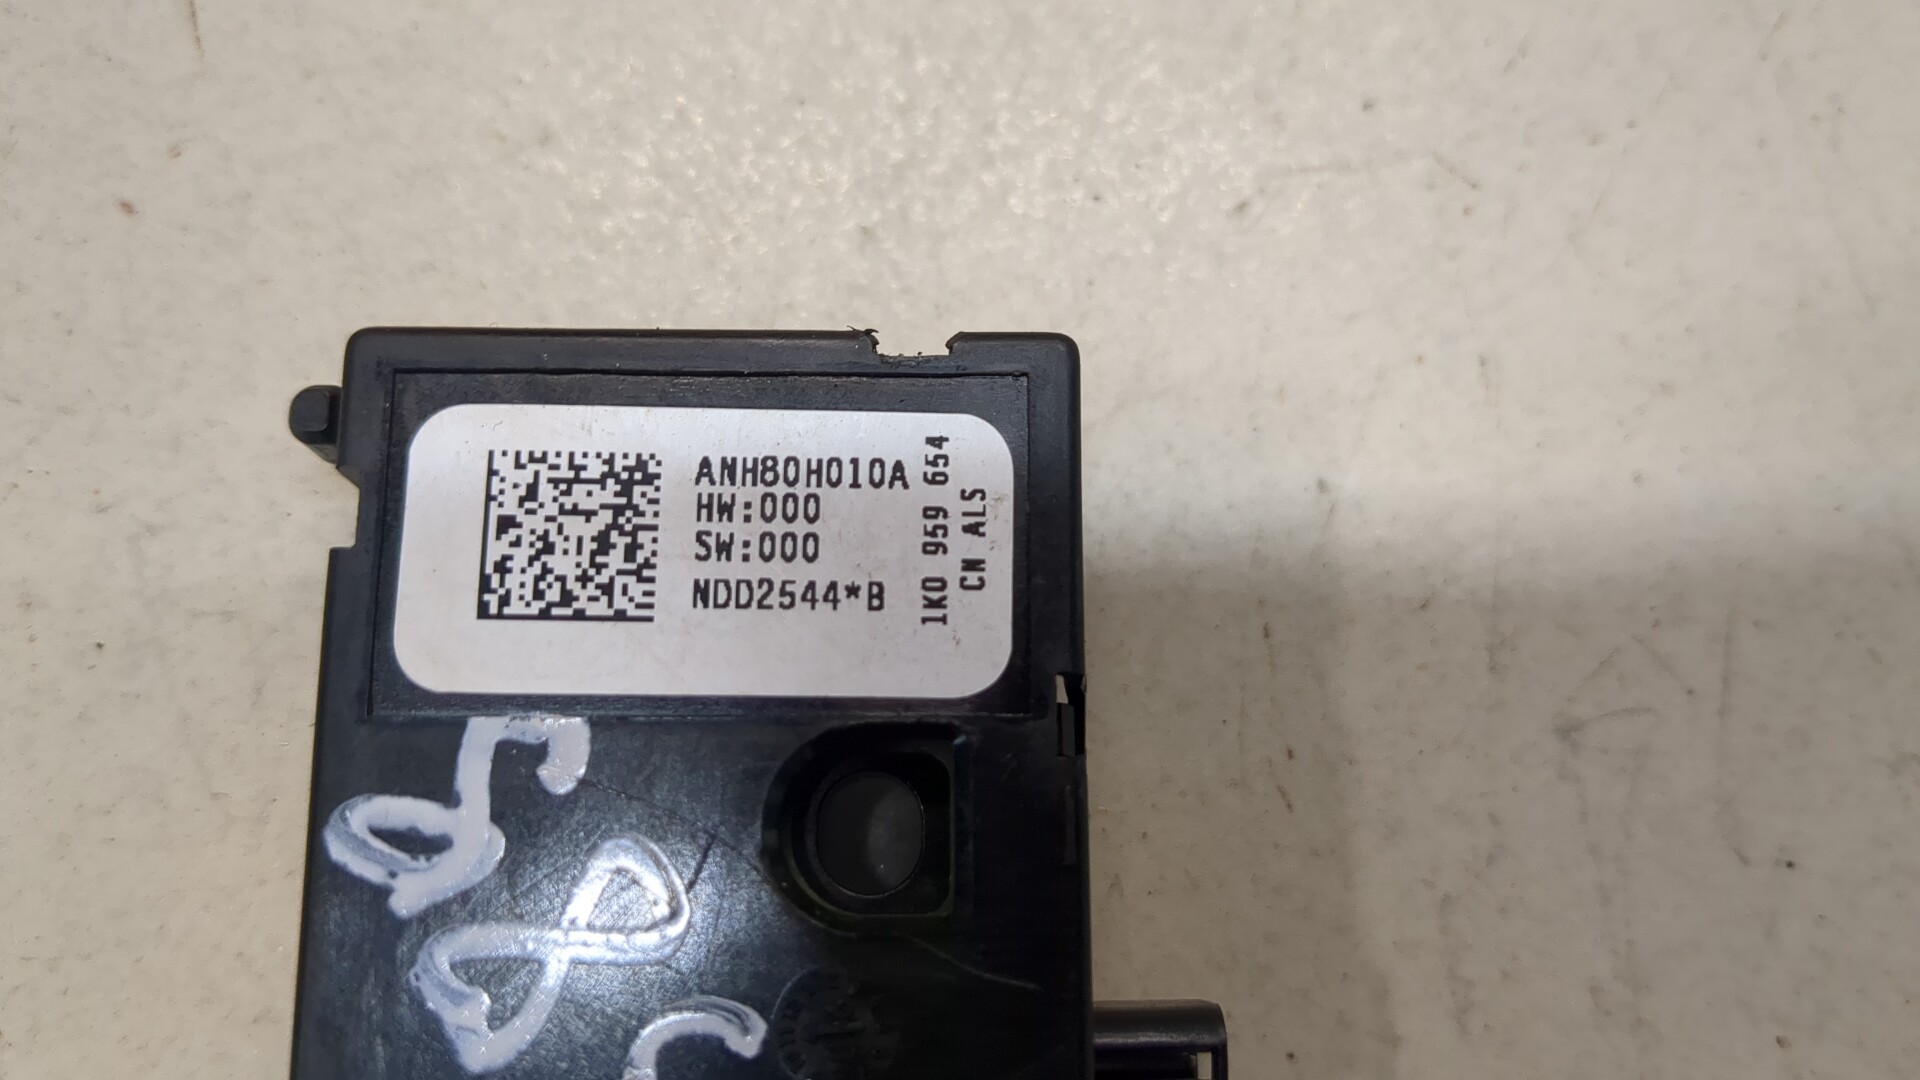 ANH80H010A
HW:000
SW:000
NDD2544*B
1K0 959 654
CN ALS